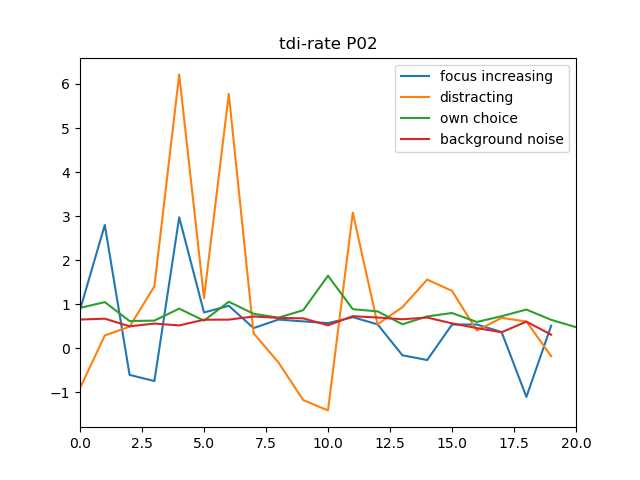 tdi-rate P02
focus increasing
distracting
own choice
background noise
6
5
4
3
2
1
0
−1
0.0 2.5 5.0 7.5 10.0 12.5 15.0 17.5 20.0